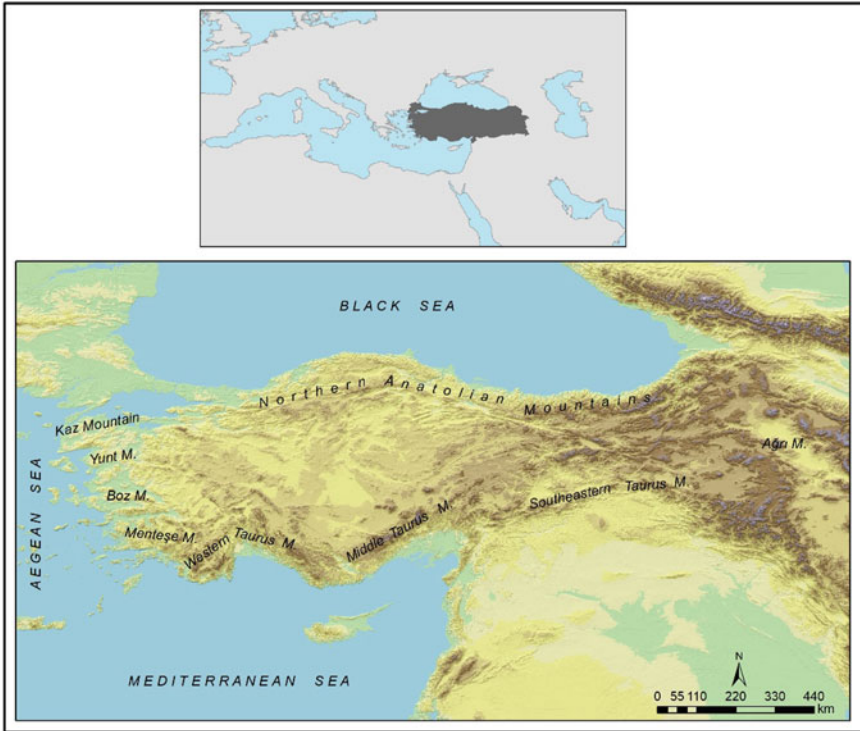 BLACK SEA
Northern Anatolian Mountains
Kaz Mountain
Ağrı M.
Yunt M.
Southeastern Taurus M.
Boz M.
AEGEAN SEA
Menteşe M.
Western Taurus M.
Middle Taurus M.
MEDITERRANEAN SEA
N
0 55 110 220 330 440
km